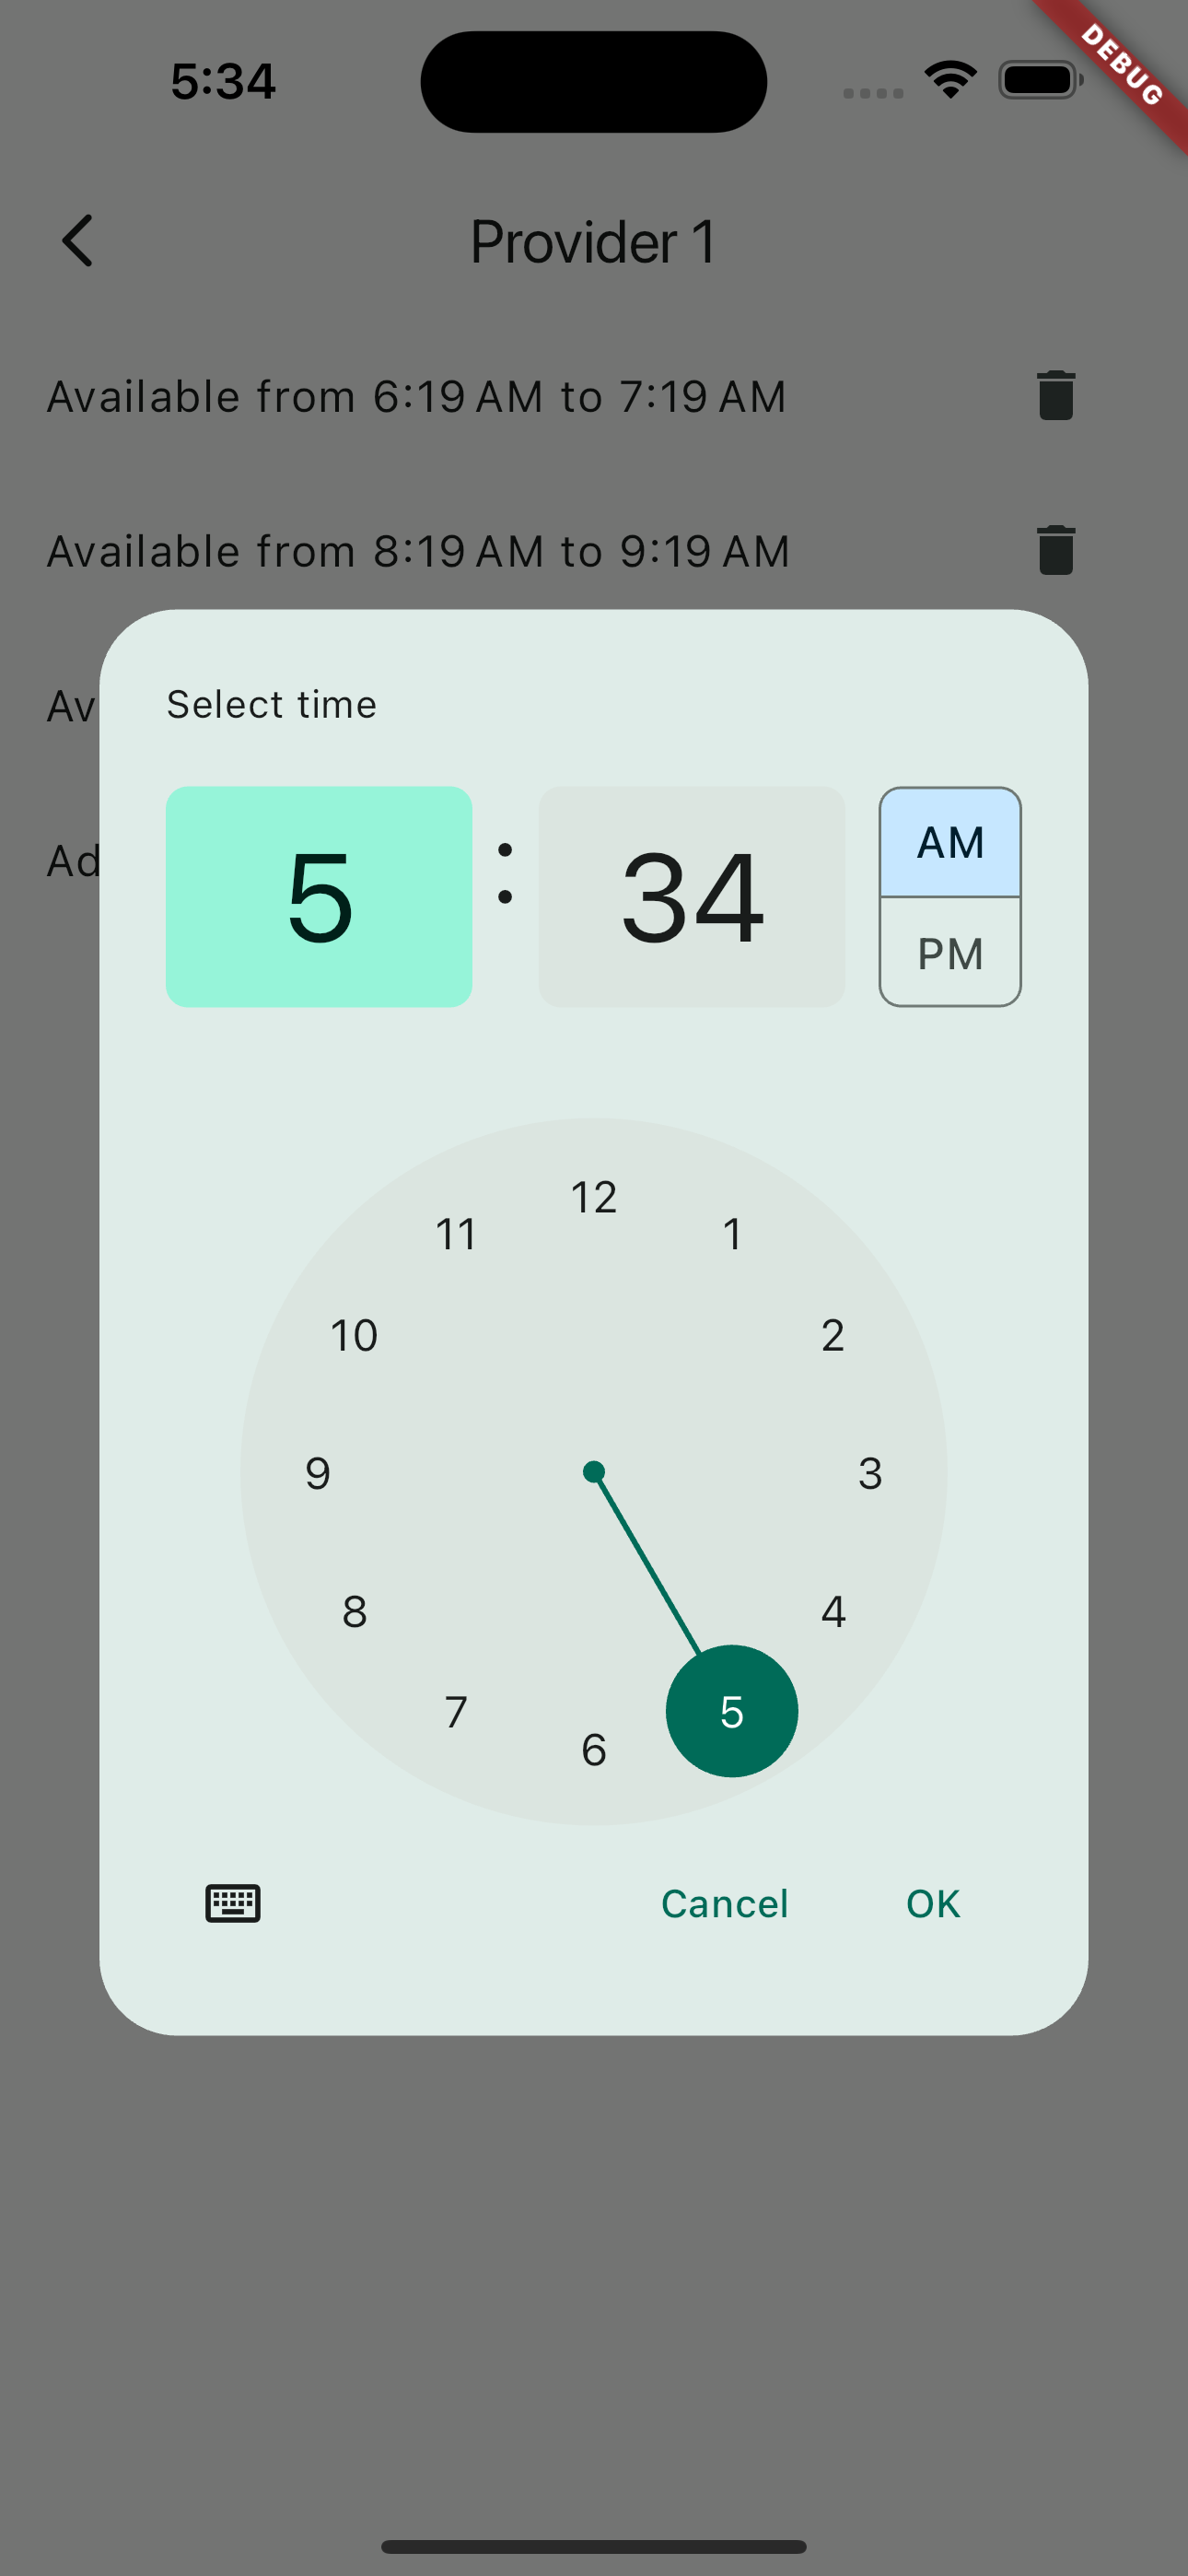 5:34
DEBUG
Provider 1
Available from 6:19 AM to 7:19 AM
Available from 8:19 AM to 9:19 AM
Av
Select time
Ad
5 : 34
AM
PM
12
11 1
10 2
9 3
8 4
7 5
6
Cancel OK